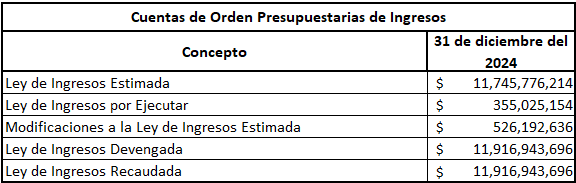 Cuentas de Orden Presupuestarias de Ingresos
Concepto 31 de diciembre del 2024
Ley de Ingresos Estimada $ 11,745,776,214
Ley de Ingresos por Ejecutar $ 355,025,154
Modificaciones a la Ley de Ingresos Estimada $ 526,192,636
Ley de Ingresos Devengada $ 11,916,943,696
Ley de Ingresos Recaudada $ 11,916,943,696